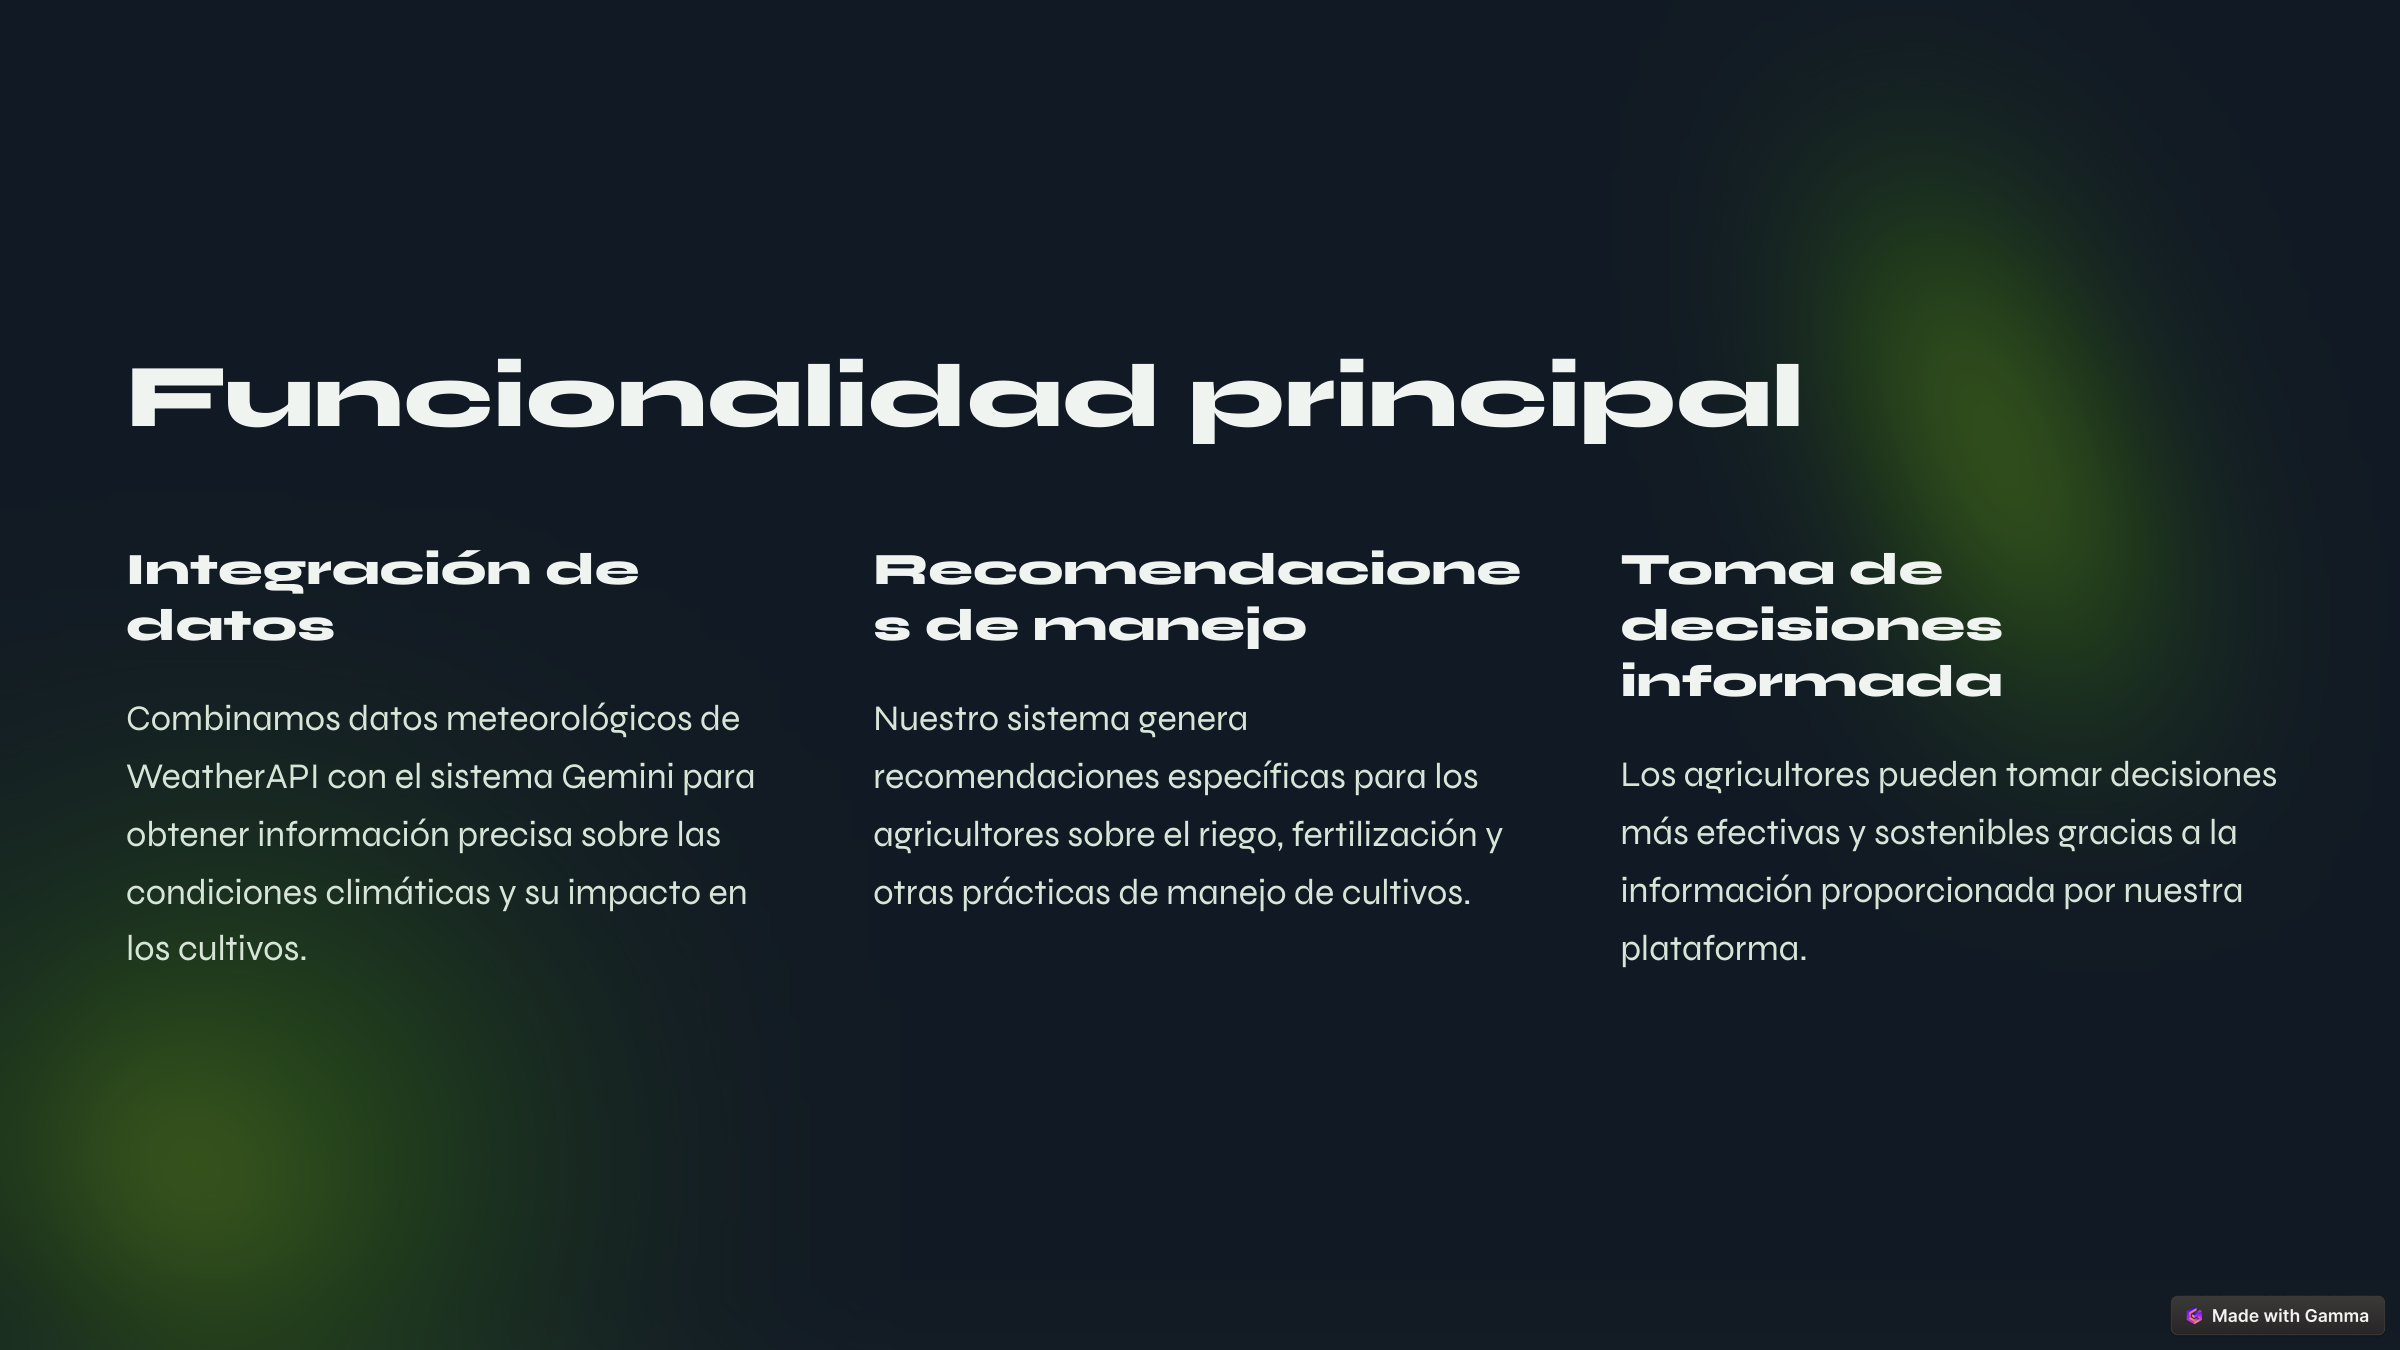 Funcionalidad principal
Integración de
datos
Combinamos datos meteorológicos de
WeatherAPI con el sistema Gemini para
obtener información precisa sobre las
condiciones climáticas y su impacto en
los cultivos.
Recomendacione
s de manejo
Nuestro sistema genera
recomendaciones específicas para los
agricultores sobre el riego, fertilización y
otras prácticas de manejo de cultivos.
Toma de
decisiones
informada
Los agricultores pueden tomar decisiones
más efectivas y sostenibles gracias a la
información proporcionada por nuestra
plataforma.
Made with Gamma